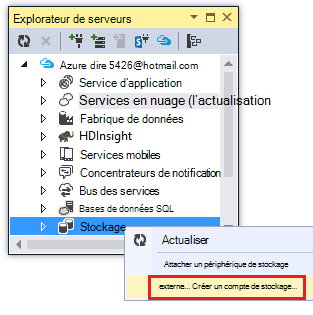 Explorateur de serveurs
Azure dire 5426@hotmail.com
Service d'application
Services en nuage (l'actualisation
Fabrique de données
HDInsight
Services mobiles
Concentrateurs de notification
Bus des services
Bases de données SQL
Stockage
Actualiser
Attacher un périphérique de stockage
externe... Créer un compte de stockage...